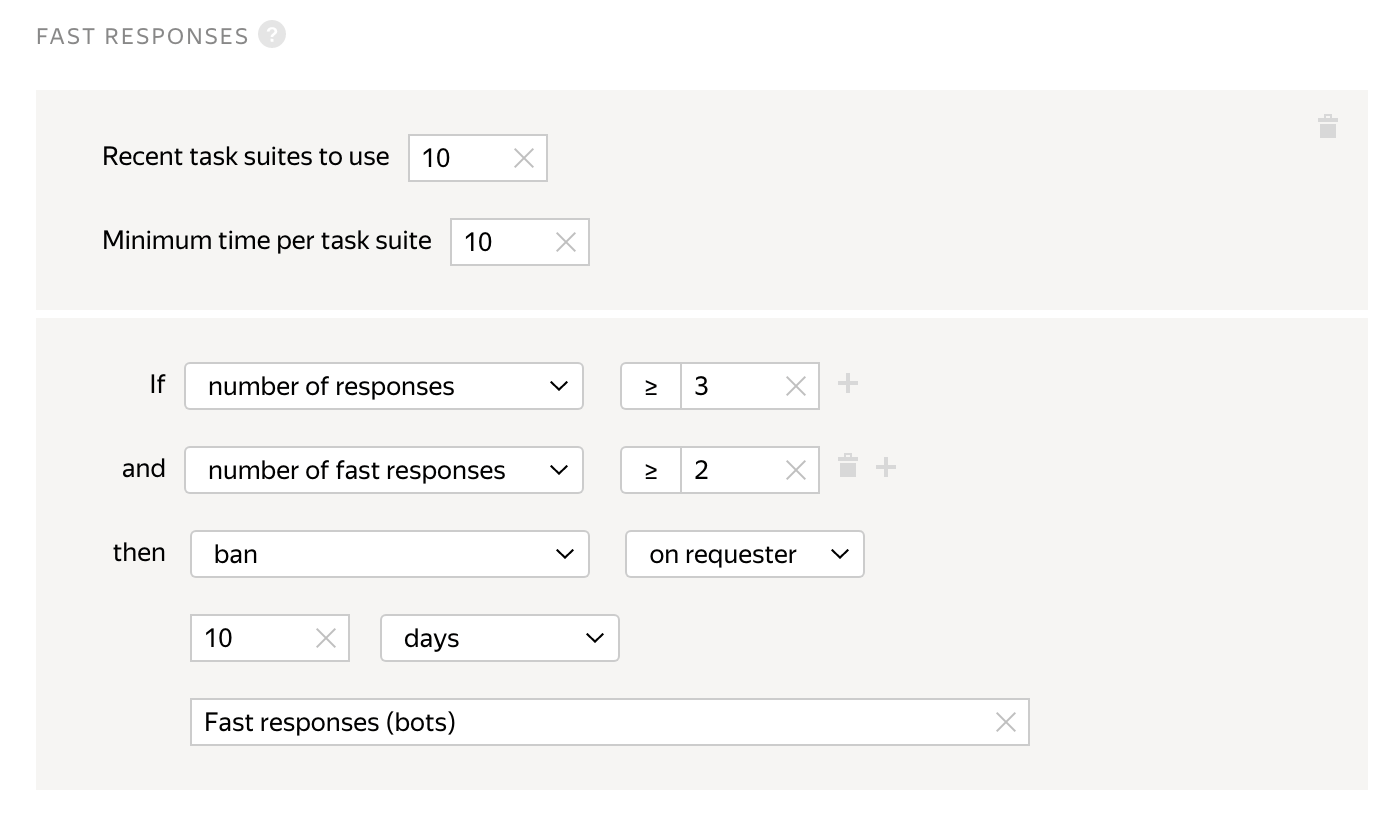 FAST RESPONSES ?
Recent task suites to use 10
Minimum time per task suite 10
If number of responses ≥ 3
and number of fast responses ≥ 2
then ban on requester
10 days
Fast responses (bots)